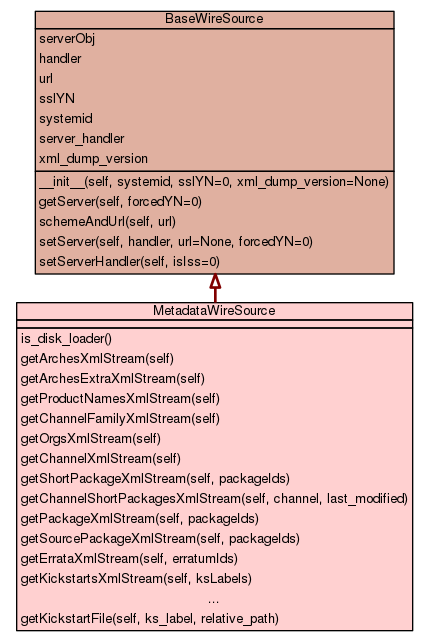 BaseWireSource
serverObj
handler
url
sslYN
systemid
server_handler
xml_dump_version
__init__(self, systemid, sslYN=0, xml_dump_version=None)
getServer(self, forcedYN=0)
schemeAndUrl(self, url)
setServer(self, handler, url=None, forcedYN=0)
setServerHandler(self, isIss=0)
MetadataWireSource
is_disk_loader()
getArchesXmlStream(self)
getArchesExtraXmlStream(self)
getProductNamesXmlStream(self)
getChannelFamilyXmlStream(self)
getOrgsXmlStream(self)
getChannelXmlStream(self)
getShortPackageXmlStream(self, packageIds)
getChannelShortPackagesXmlStream(self, channel, last_modified)
getPackageXmlStream(self, packageIds)
getSourcePackageXmlStream(self, packageIds)
getErrataXmlStream(self, erratumIds)
getKickstartsXmlStream(self, ksLabels)
...
getKickstartFile(self, ks_label, relative_path)